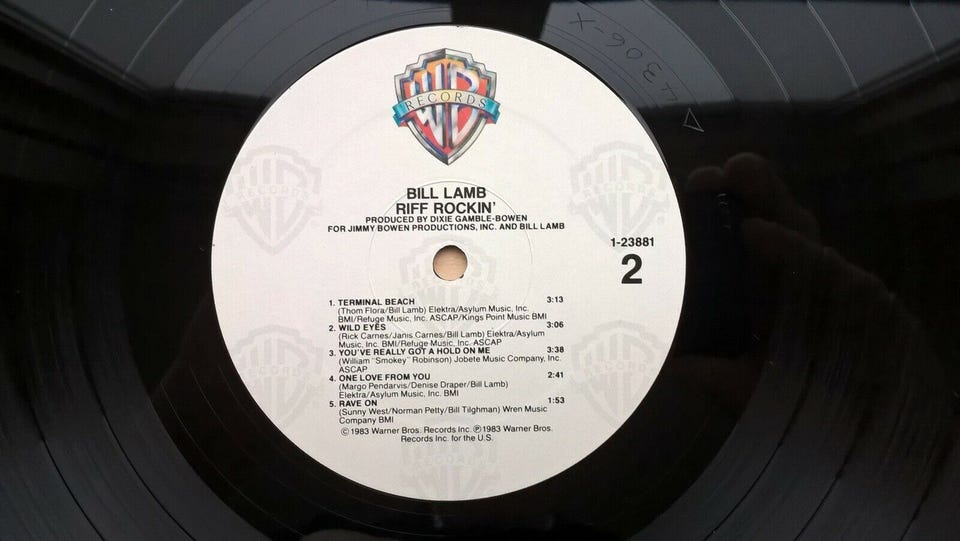 WB
RECORDS
BILL LAMB
RIFF ROCKIN'
PRODUCED BY DIXIE GAMBLE-BOWEN
FOR JIMMY BOWEN PRODUCTIONS, INC. AND BILL LAMB
1-23881
2
1. TERMINAL BEACH 3:13
(Thom Flora/Bill Lamb) Elektra/Asylum Music, Inc.
BMI/Refuge Music, Inc. ASCAP/Kings Point Music BMI
2. WILD EYES 3:06
(Rick Carnes/Janis Carnes/Bill Lamb) Elektra/Asylum
Music, Inc. BMI/Refuge Music, Inc. ASCAP
3. YOU'VE REALLY GOT A HOLD ON ME 3:38
(William "Smokey" Robinson) Jobete Music Company, Inc.
ASCAP
4. ONE LOVE FROM YOU 2:41
(Margo Pendarvis/Denise Draper/Bill Lamb)
Elektra/Asylum Music, Inc. BMI
5. RAVE ON 1:53
(Sunny West/Norman Petty/Bill Tilghman) Wren Music
Company BMI
©1983 Warner Bros. Records Inc. ℗1983 Warner Bros.
Records Inc. for the U.S.